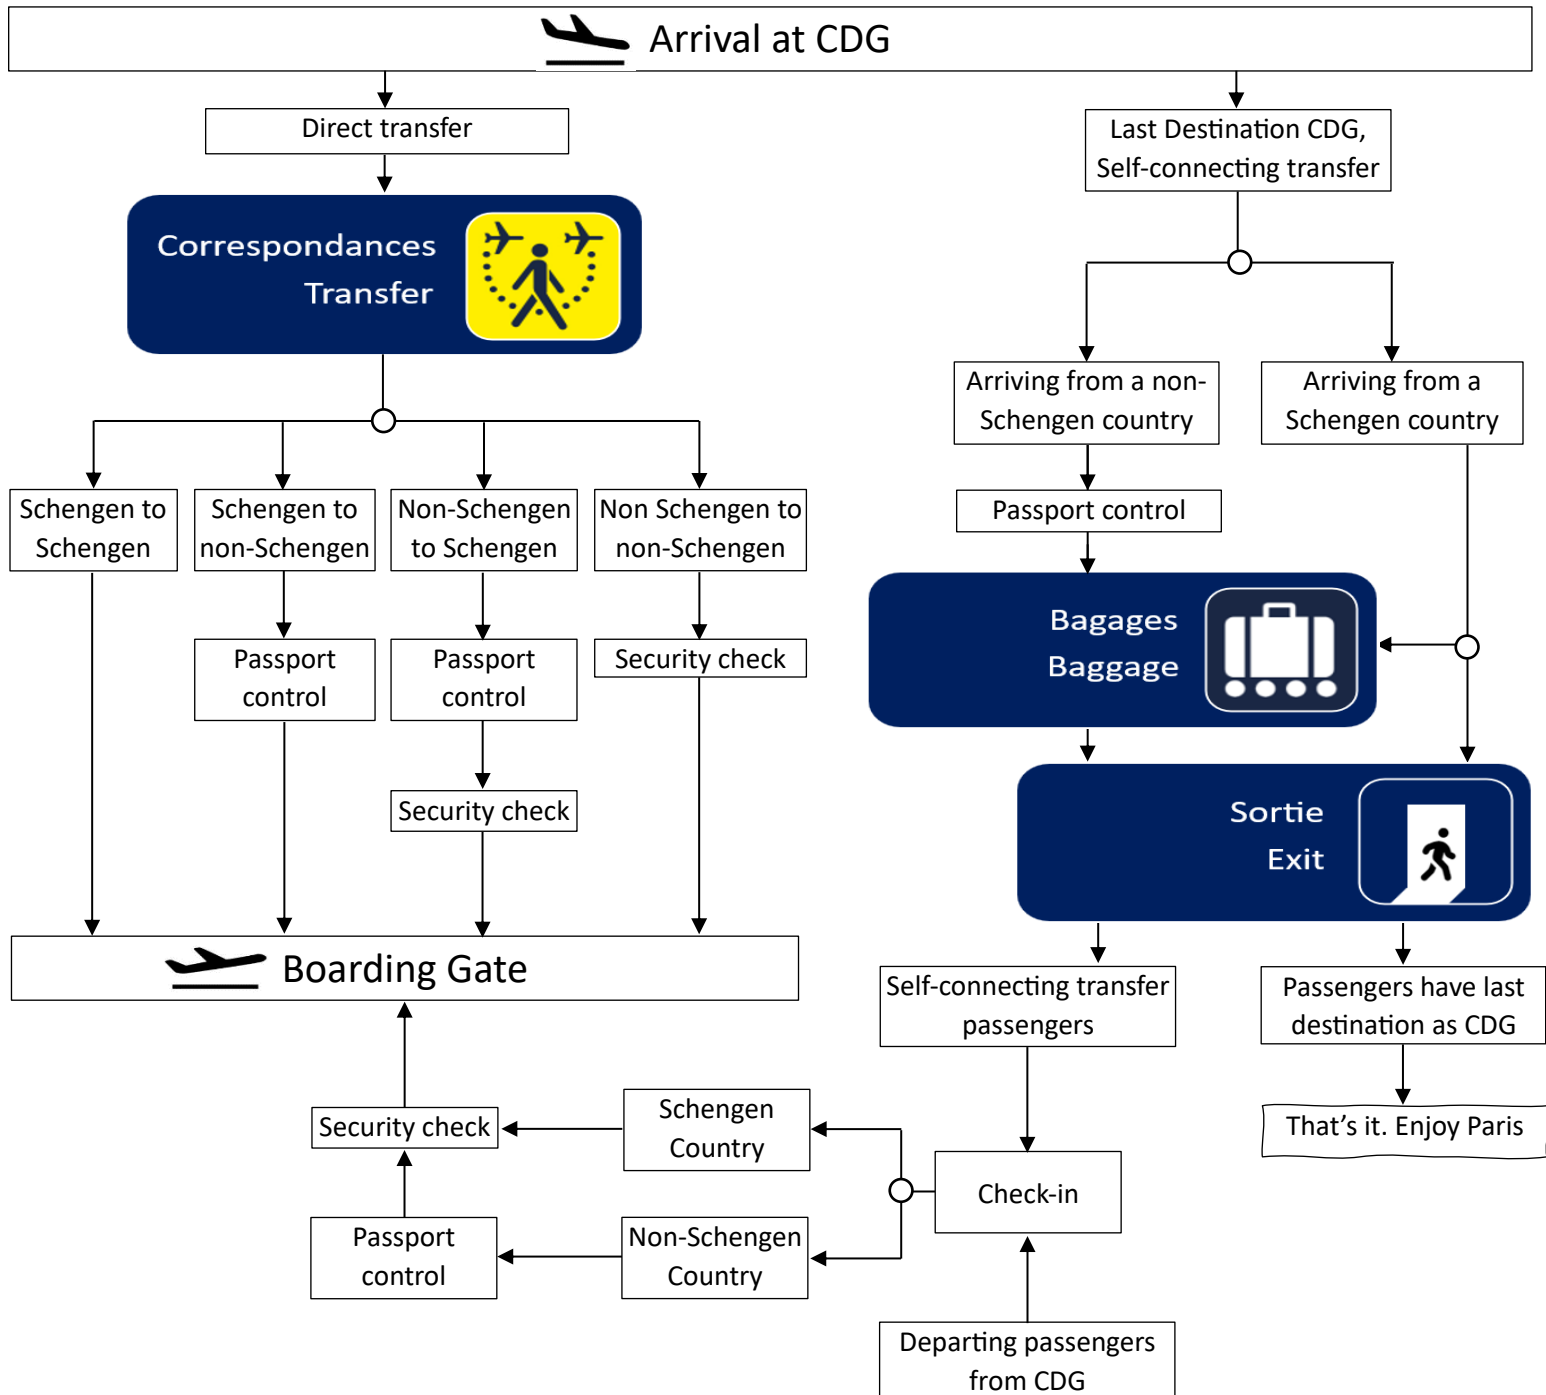 Arrival at CDG
Direct transfer
Last Destination CDG,
Self-connecting transfer
Correspondances
Transfer
Arriving from a non-
Schengen country
Arriving from a
Schengen country
Schengen to
Schengen
Schengen to
non-Schengen
Non-Schengen
to Schengen
Non Schengen to
non-Schengen
Passport control
Bagages
Baggage
Passport
control
Passport
control
Security check
Security check
Sortie
Exit
Boarding Gate
Self-connecting transfer
passengers
Passengers have last
destination as CDG
Security check
Schengen
Country
That's it. Enjoy Paris
Check-in
Passport
control
Non-Schengen
Country
Departing passengers
from CDG